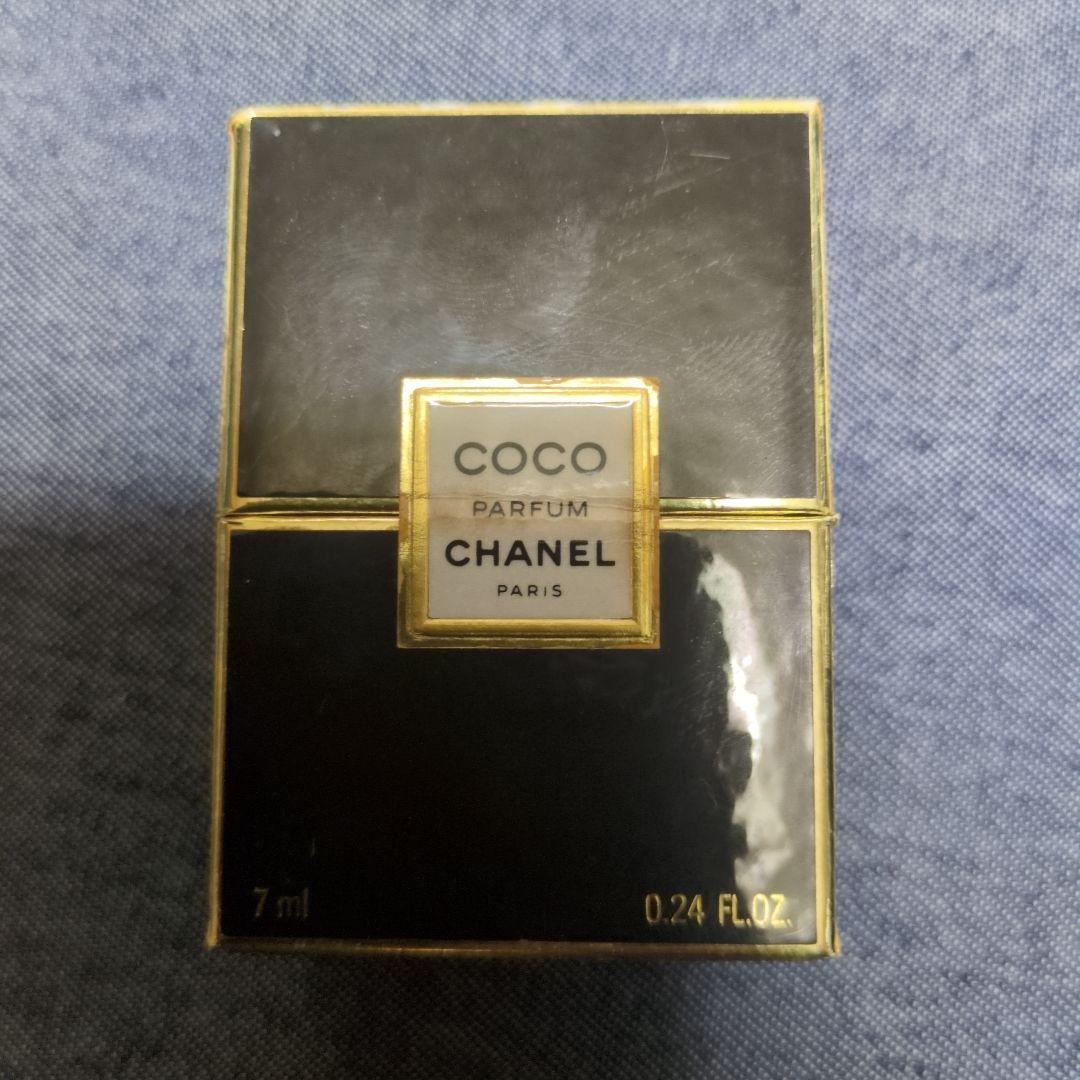 COCO
PARFUM
CHANEL
PARIS
7 ml 0.24 FL.OZ.